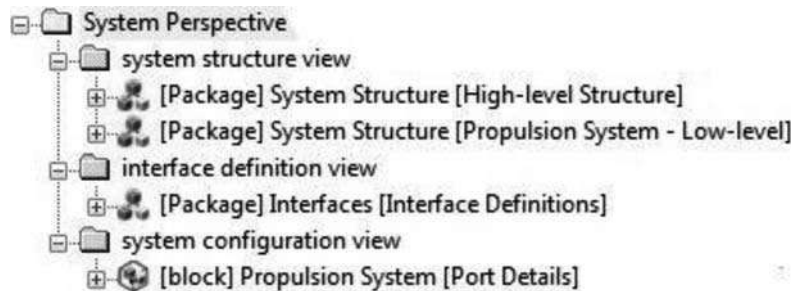 System Perspective
system structure view
[Package] System Structure [High-level Structure]
[Package] System Structure [Propulsion System - Low-level]
interface definition view
[Package] Interfaces [Interface Definitions]
system configuration view
[block] Propulsion System [Port Details]